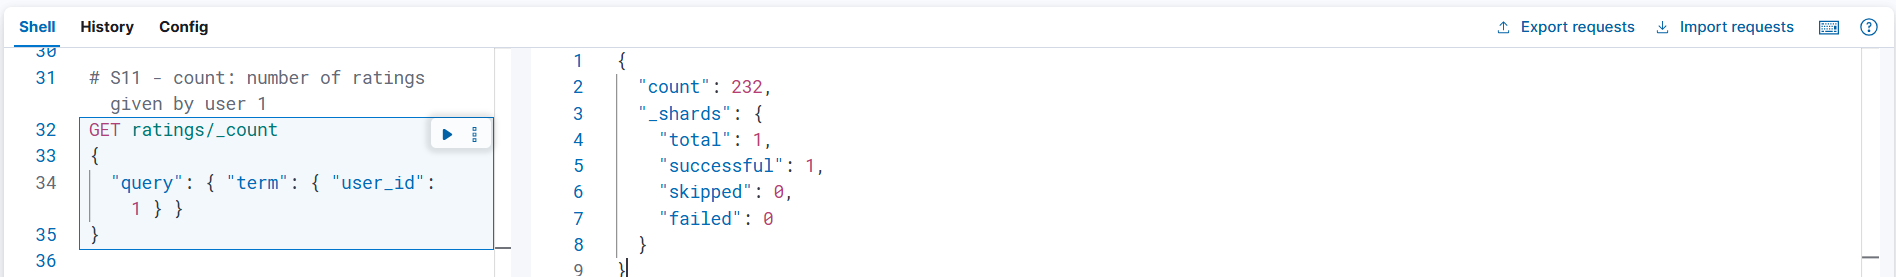 Shell History Config Export requests Import requests
30
31 # S11 - count: number of ratings
given by user 1
32 GET ratings/_count
33 {
34 "query": { "term": { "user_id":
1 } }
35 }
36
1 {
2 "count": 232,
3 "_shards": {
4 "total": 1,
5 "successful": 1,
6 "skipped": 0,
7 "failed": 0
8 }
9 }